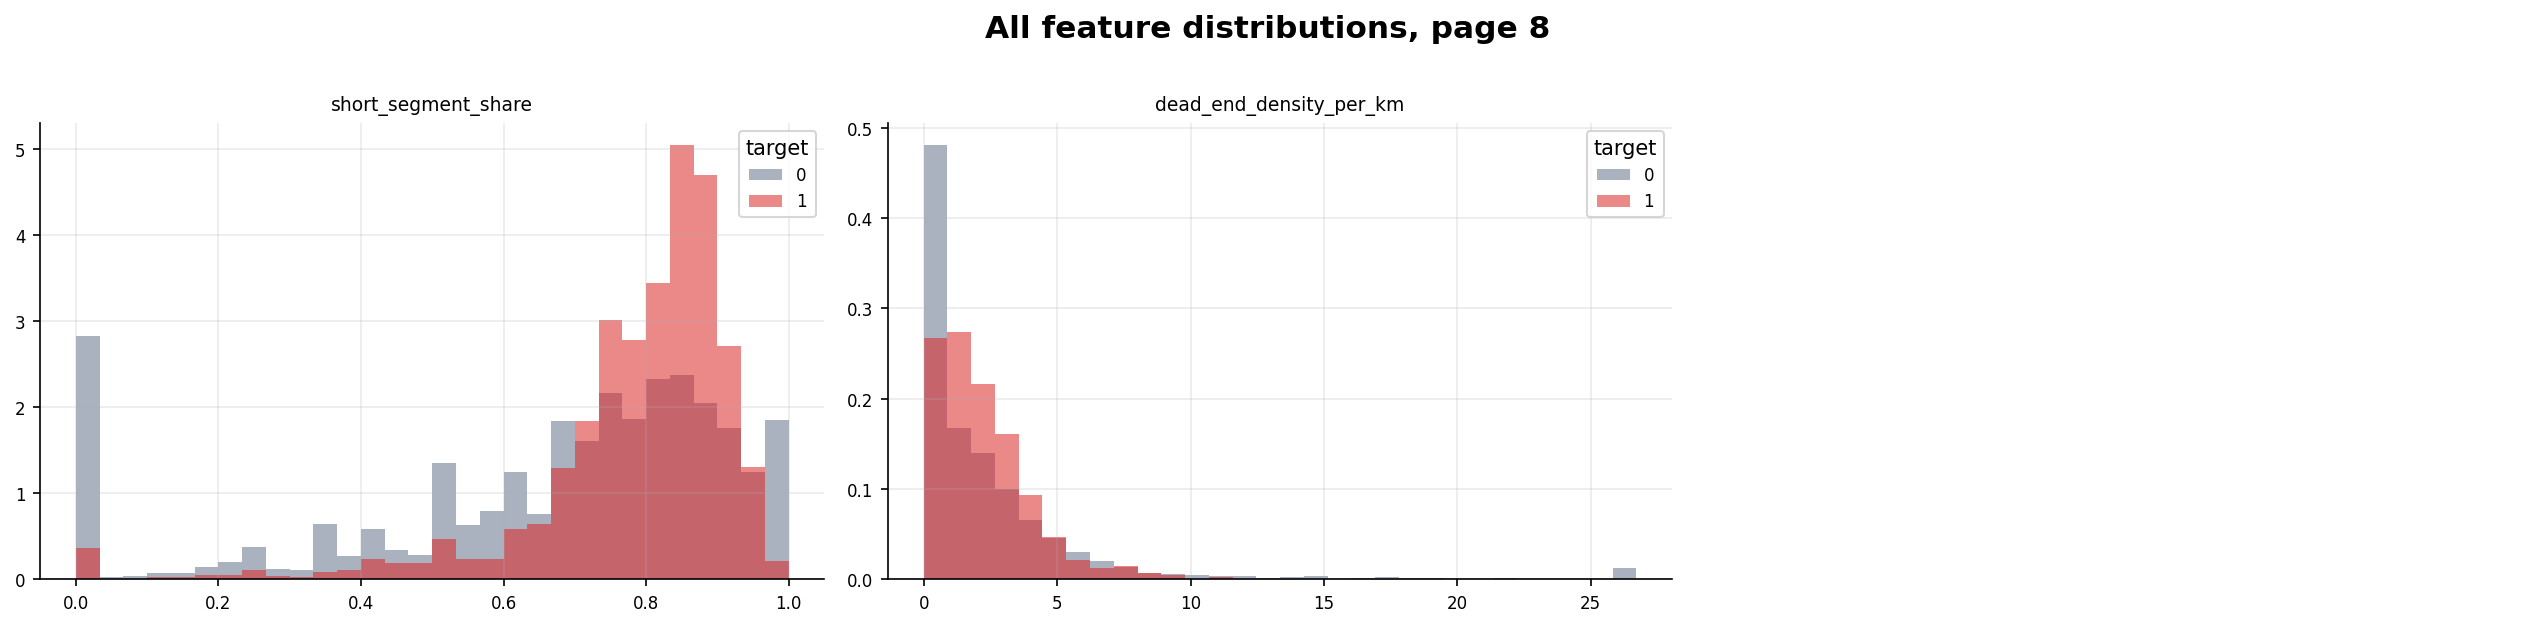 All feature distributions, page 8
short_segment_share
target
0
1
5
4
3
2
1
0
0.0 0.2 0.4 0.6 0.8 1.0
dead_end_density_per_km
target
0
1
0.5
0.4
0.3
0.2
0.1
0.0
0 5 10 15 20 25